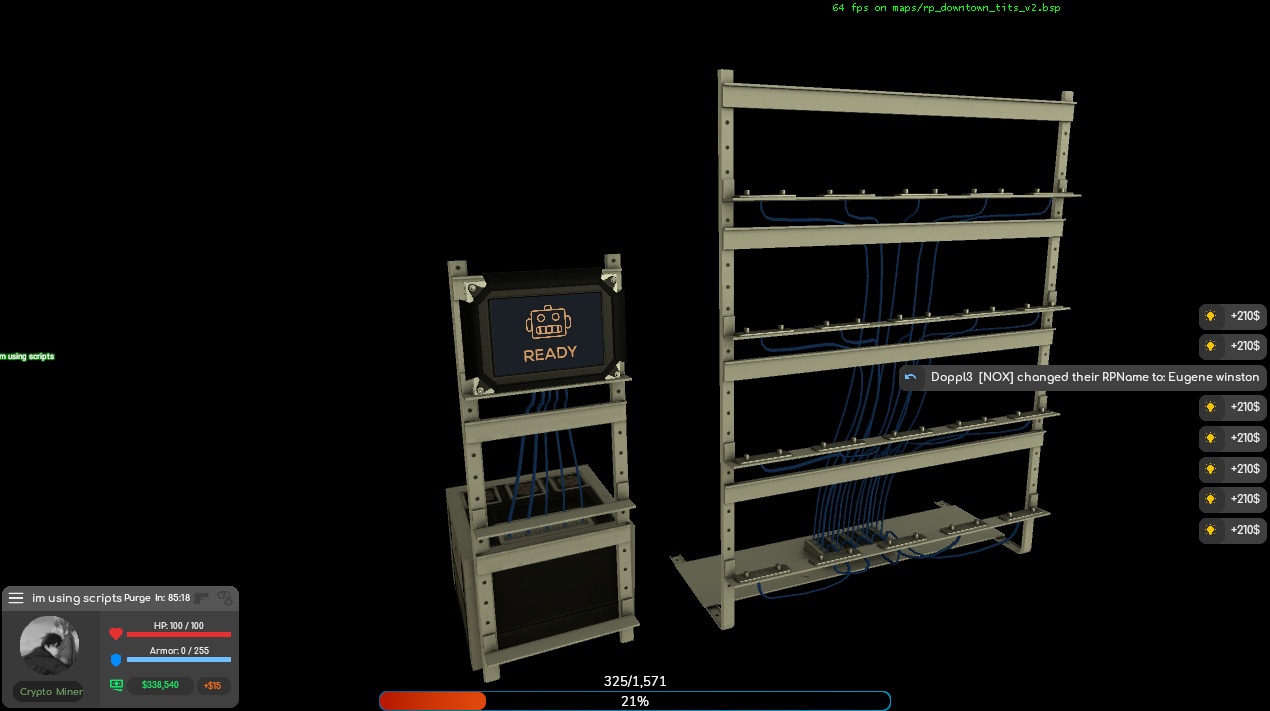 64 fps on maps/rp_downtown_tits_v2.bsp
READY
+210$
+210$
m using scripts
Doppl3 [NOX] changed their RPName to: Eugene winston
+210$
+210$
+210$
+210$
+210$
im using scripts Purge In: 85:18
HP: 100 / 100
Armor: 0 / 255
$338,540 +$15
Crypto Miner
325/1,571
21%